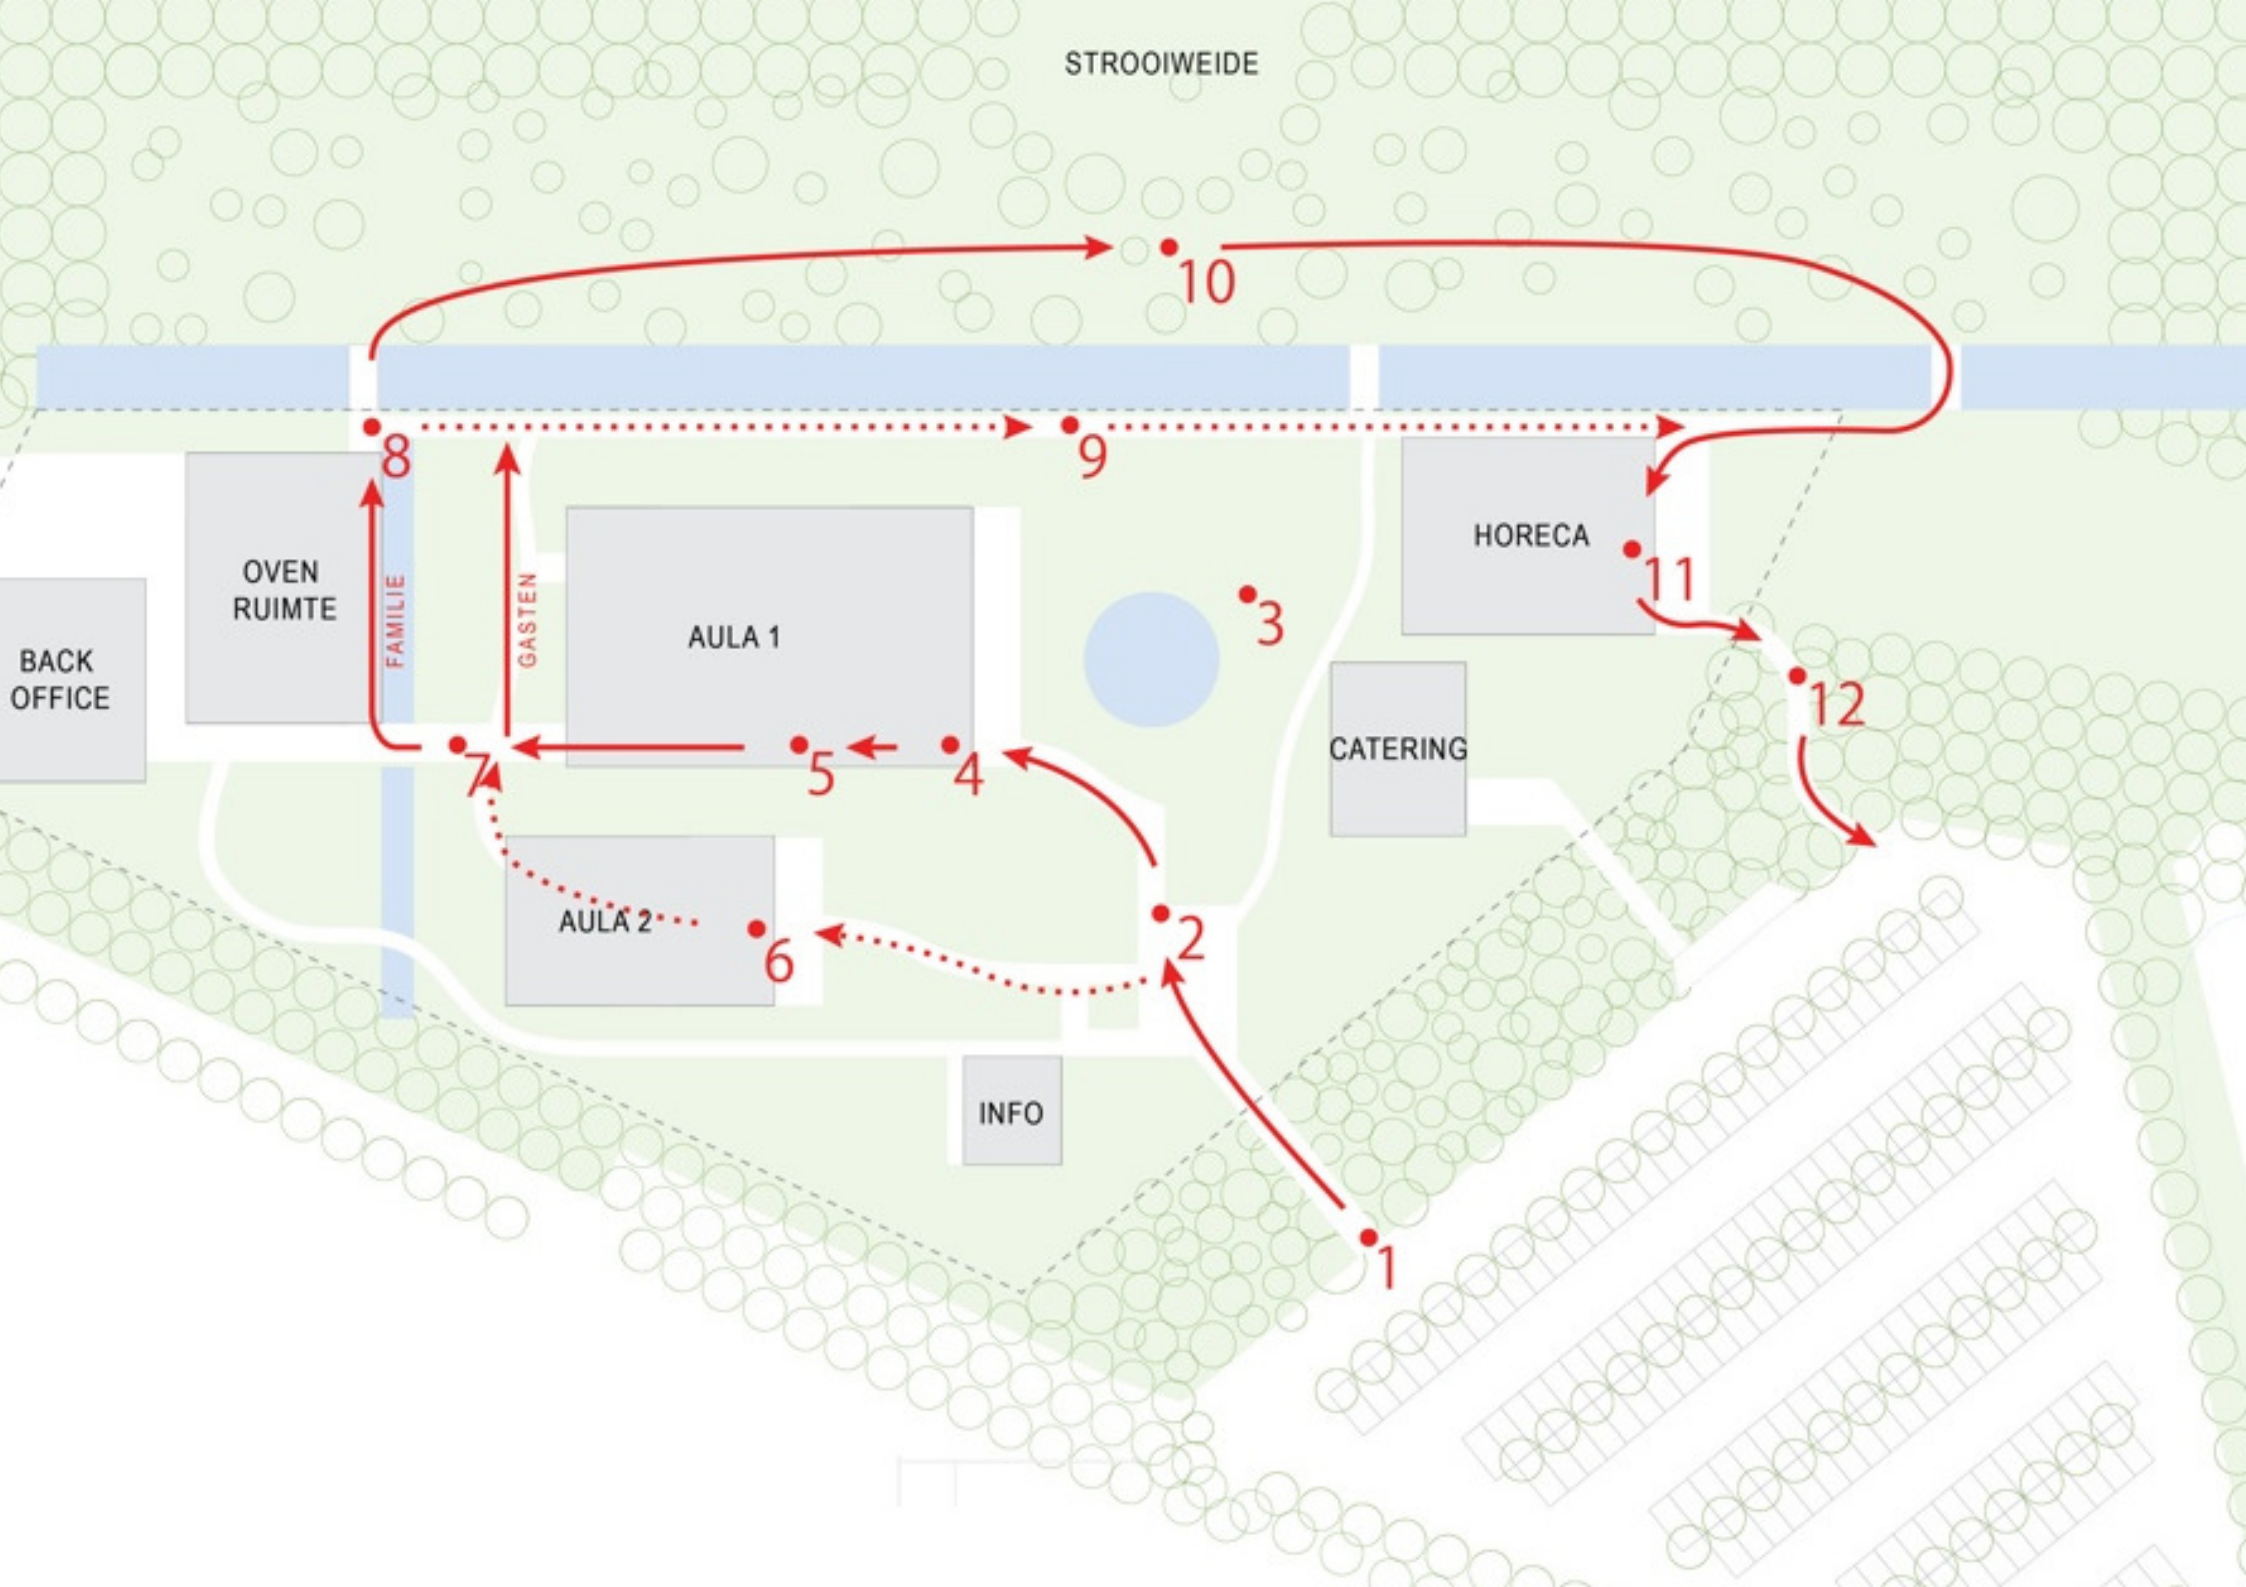 STROOIWEIDE
10
8
9
HORECA
11
OVEN
RUIMTE
FAMILIE
GASTEN
AULA 1
3
BACK
OFFICE
12
7
5
4
CATERING
AULA 2
6
2
INFO
1